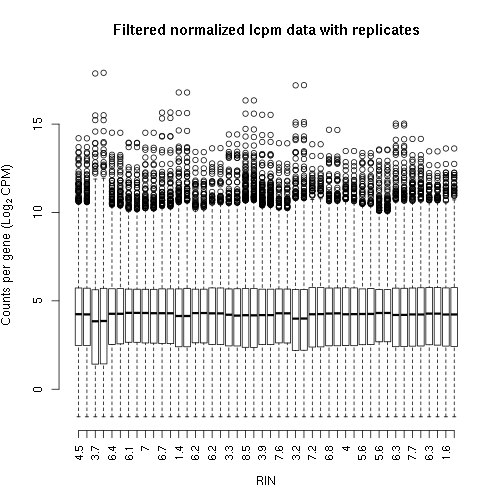 Filtered normalized lcpm data with replicates
Counts per gene (Log2 CPM)
15
10
5
0
4.5 3.7 6.4 6.1 7 6.7 1.4 6.2 6.2 3.3 8.5 3.9 7.6 3.2 7.2 6.8 4 5.6 5.6 6.3 7.7 6.3 1.6
RIN